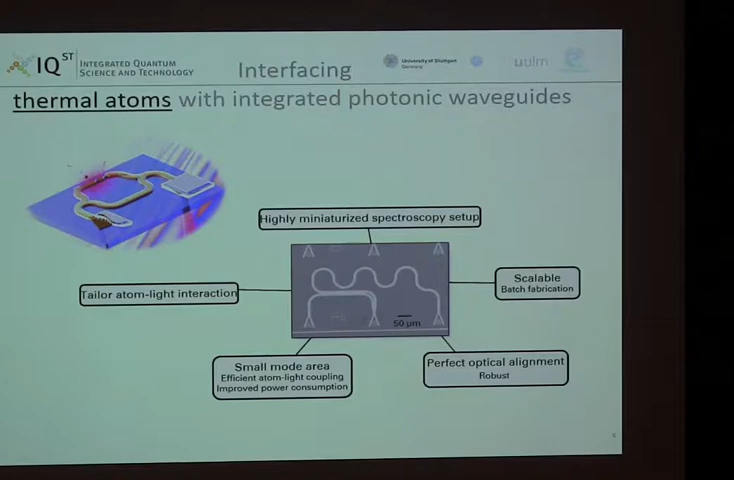 IQST
INTEGRATED QUANTUM
SCIENCE AND TECHNOLOGY
University of Stuttgart
Germany
uulm
Interfacing
thermal atoms with integrated photonic waveguides
Highly miniaturized spectroscopy setup
Tailor atom-light interaction
Scalable
Batch fabrication
50 µm
Small mode area
Efficient atom-light coupling
Improved power consumption
Perfect optical alignment
Robust